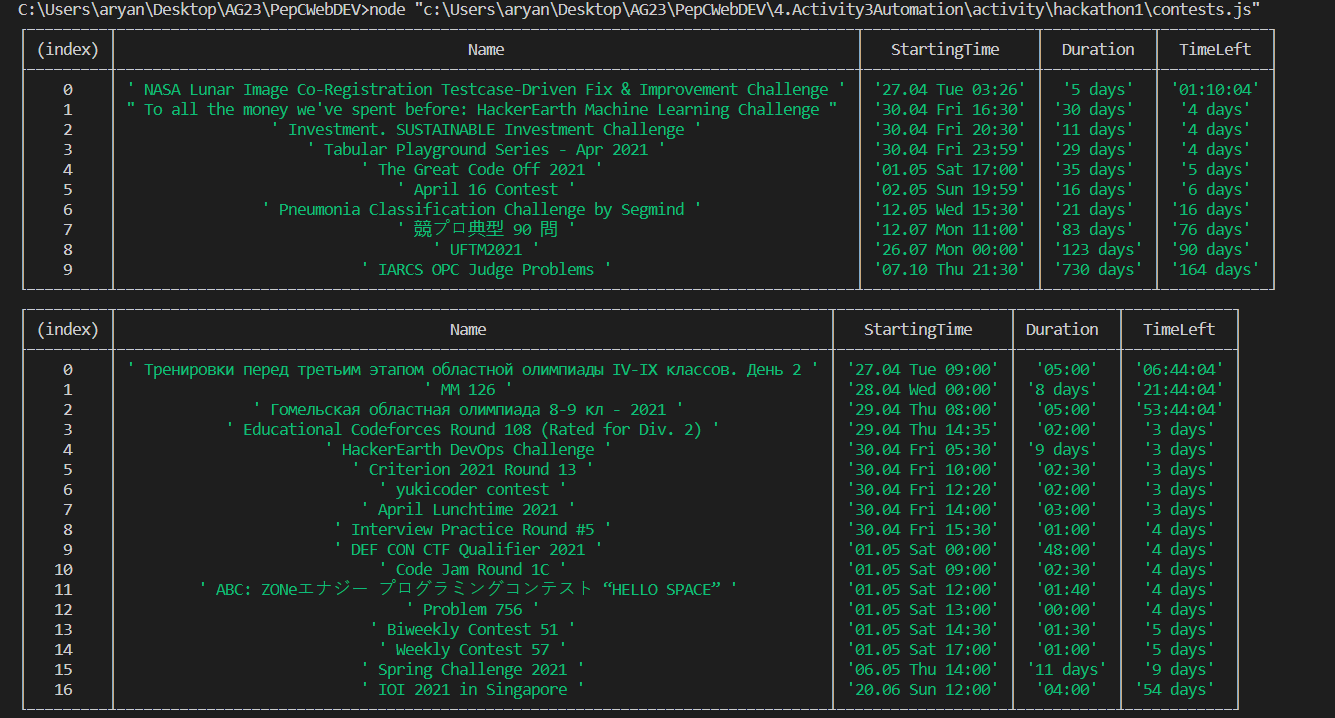 C:\Users\aryan\Desktop\AG23\PepCWebDEV>node "c:\Users\aryan\Desktop\AG23\PepCWebDEV\4.Activity3Automation\activity\hackathon1\contests.js"
(index) Name StartingTime Duration TimeLeft
0 ' NASA Lunar Image Co-Registration Testcase-Driven Fix & Improvement Challenge ' '27.04 Tue 03:26' '5 days' '01:10:04'
1 " To all the money we've spent before: HackerEarth Machine Learning Challenge " '30.04 Fri 16:30' '30 days' '4 days'
2 ' Investment. SUSTAINABLE Investment Challenge ' '30.04 Fri 20:30' '11 days' '4 days'
3 ' Tabular Playground Series - Apr 2021 ' '30.04 Fri 23:59' '29 days' '4 days'
4 ' The Great Code Off 2021 ' '01.05 Sat 17:00' '35 days' '5 days'
5 ' April 16 Contest ' '02.05 Sun 19:59' '16 days' '6 days'
6 ' Pneumonia Classification Challenge by Segmind ' '12.05 Wed 15:30' '21 days' '16 days'
7 ' 競プロ典型 90 問 ' '12.07 Mon 11:00' '83 days' '76 days'
8 ' UFTM2021 ' '26.07 Mon 00:00' '123 days' '90 days'
9 ' IARCS OPC Judge Problems ' '07.10 Thu 21:30' '730 days' '164 days'
(index) Name StartingTime Duration TimeLeft
0 ' Тренировки перед третьим этапом областной олимпиады IV-IX классов. День 2 ' '27.04 Tue 09:00' '05:00' '06:44:04'
1 ' MM 126 ' '28.04 Wed 00:00' '8 days' '21:44:04'
2 ' Гомельская областная олимпиада 8-9 кл - 2021 ' '29.04 Thu 08:00' '05:00' '53:44:04'
3 ' Educational Codeforces Round 108 (Rated for Div. 2) ' '29.04 Thu 14:35' '02:00' '3 days'
4 ' HackerEarth DevOps Challenge ' '30.04 Fri 05:30' '9 days' '3 days'
5 ' Criterion 2021 Round 13 ' '30.04 Fri 10:00' '02:30' '3 days'
6 ' yukicoder contest ' '30.04 Fri 12:20' '02:00' '3 days'
7 ' April Lunchtime 2021 ' '30.04 Fri 14:00' '03:00' '3 days'
8 ' Interview Practice Round #5 ' '30.04 Fri 15:30' '01:00' '4 days'
9 ' DEF CON CTF Qualifier 2021 ' '01.05 Sat 00:00' '48:00' '4 days'
10 ' Code Jam Round 1C ' '01.05 Sat 09:00' '02:30' '4 days'
11 ' ABC: ZONeエナジー プログラミングコンテスト “HELLO SPACE” ' '01.05 Sat 12:00' '01:40' '4 days'
12 ' Problem 756 ' '01.05 Sat 13:00' '00:00' '4 days'
13 ' Biweekly Contest 51 ' '01.05 Sat 14:30' '01:30' '5 days'
14 ' Weekly Contest 57 ' '01.05 Sat 17:00' '01:00' '5 days'
15 ' Spring Challenge 2021 ' '06.05 Thu 14:00' '11 days' '9 days'
16 ' IOI 2021 in Singapore ' '20.06 Sun 12:00' '04:00' '54 days'